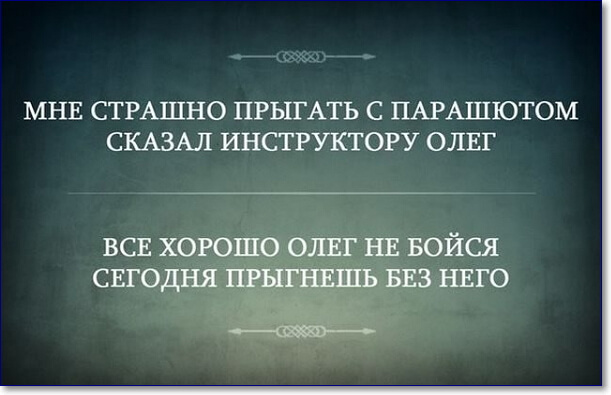 МНЕ СТРАШНО ПРЫГАТЬ С ПАРАШЮТОМ
СКАЗАЛ ИНСТРУКТОРУ ОЛЕГ
ВСЕ ХОРОШО ОЛЕГ НЕ БОЙСЯ
СЕГОДНЯ ПРЫГНЕШЬ БЕЗ НЕГО